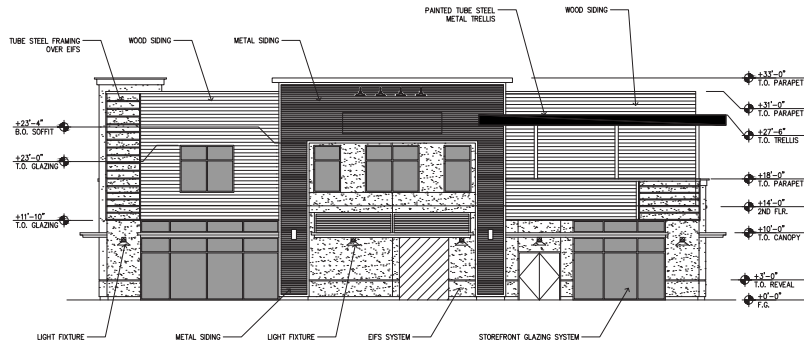 PAINTED TUBE STEEL
METAL TRELLIS
WOOD SIDING
TUBE STEEL FRAMING
OVER EIFS
WOOD SIDING
METAL SIDING
+33'-0"
T.O. PARAPET
+31'-0"
T.O. PARAPET
+23'-4"
B.O. SOFFIT
+27'-6"
T.O. TRELLIS
+23'-0"
T.O. GLAZING
+18'-0"
T.O. PARAPET
+11'-10"
T.O. GLAZING
+14'-0"
2ND FLR.
+10'-0"
T.O. CANOPY
+3'-0"
T.O. REVEAL
+0'-0"
F.G.
LIGHT FIXTURE
METAL SIDING
LIGHT FIXTURE
EIFS SYSTEM
STOREFRONT GLAZING SYSTEM